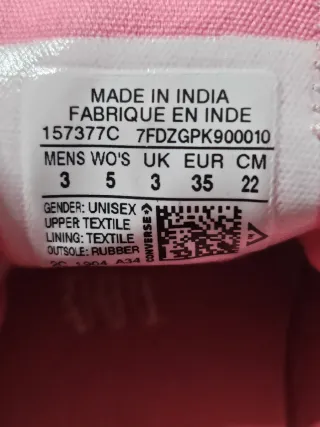 MADE IN INDIA
FABRIQUE EN INDE
157377C 7FDZGPK900010
MENS WO'S UK EUR CM
3 5 3 35 22
GENDER: UNISEX
UPPER TEXTILE
LINING: TEXTILE
OUTSOLE: RUBBER
CONVERSE